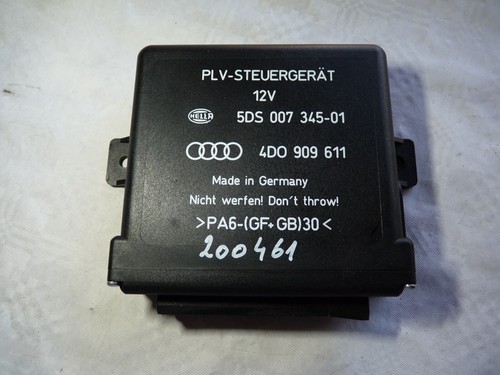 PLV-STEUERGERÄT
12V
HELLA 5DS 007 345-01
4D0 909 611
Made in Germany
Nicht werfen! Don´t throw!
>PA6-(GF+GB)30<
200461